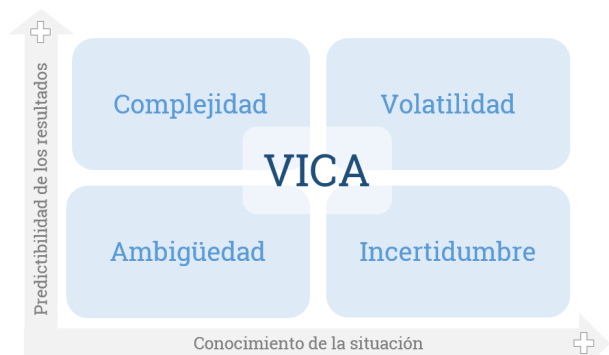 Predictibilidad de los resultados
Complejidad
Volatilidad
VICA
Ambigüedad
Incertidumbre
Conocimiento de la situación